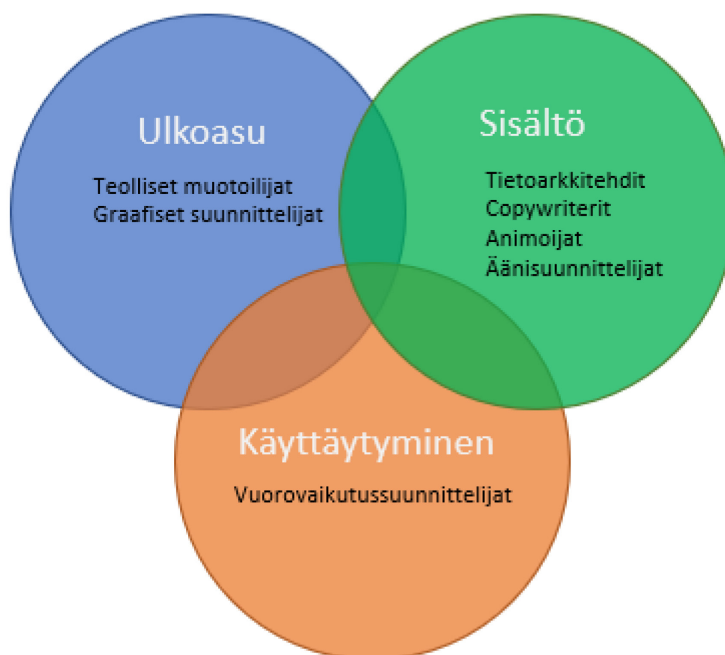 Ulkoasu
Teolliset muotoilijat
Graafiset suunnittelijat
Sisältö
Tietoarkkitehdit
Copywriterit
Animoijat
Äänisuunnittelijat
Käyttäytyminen
Vuorovaikutussuunnittelijat